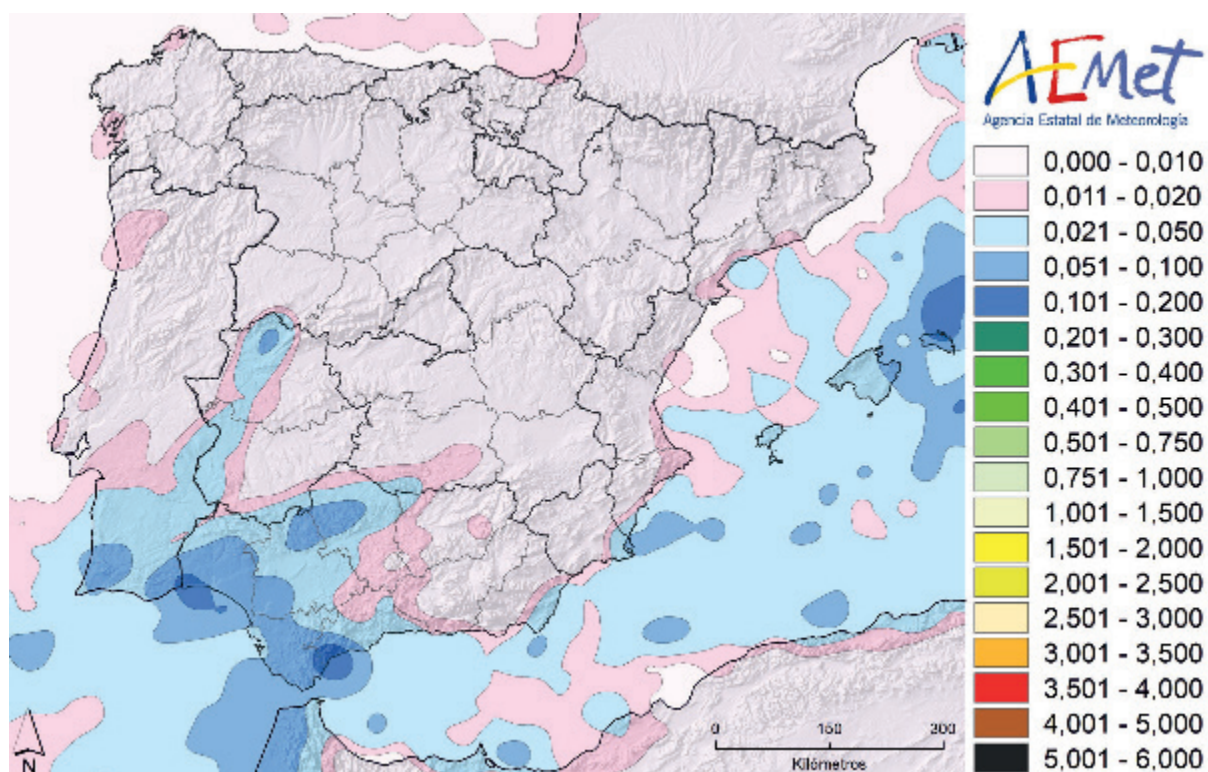 AEMet
Agencia Estatal de Meteorología
0,000 - 0,010
0,011 - 0,020
0,021 - 0,050
0,051 - 0,100
0,101 - 0,200
0,201 - 0,300
0,301 - 0,400
0,401 - 0,500
0,501 - 0,750
0,751 - 1,000
1,001 - 1,500
1,501 - 2,000
2,001 - 2,500
2,501 - 3,000
3,001 - 3,500
3,501 - 4,000
4,001 - 5,000
5,001 - 6,000
0 150 300
Kilómetros
N